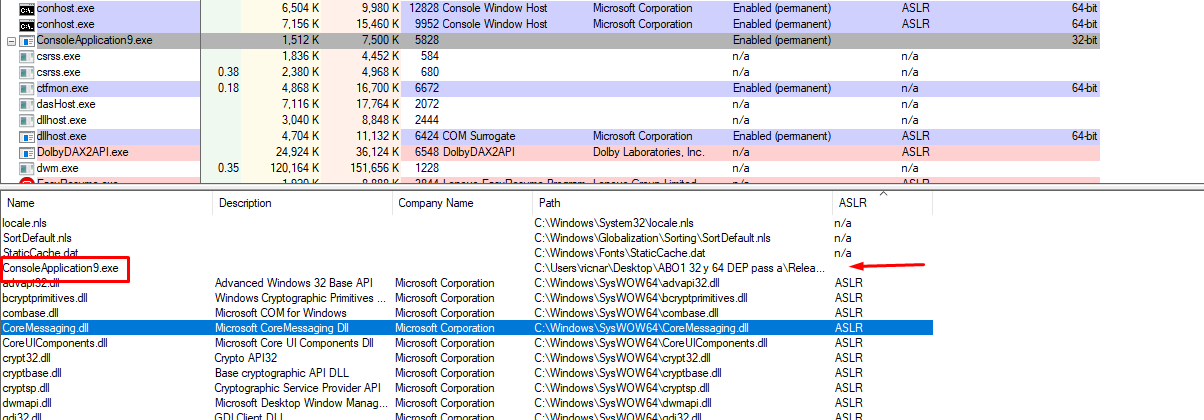 conhost.exe 6,504 K 9,980 K 12828 Console Window Host Microsoft Corporation Enabled (permanent) ASLR 64-bit
conhost.exe 7,156 K 15,460 K 9952 Console Window Host Microsoft Corporation Enabled (permanent) ASLR 64-bit
ConsoleApplication9.exe 1,512 K 7,500 K 5828 Enabled (permanent) 32-bit
csrss.exe 1,836 K 4,452 K 584 n/a n/a
csrss.exe 0.38 2,380 K 4,968 K 680 n/a n/a
ctfmon.exe 0.18 4,868 K 16,700 K 6672 Enabled (permanent) ASLR 64-bit
dasHost.exe 7,116 K 17,764 K 2072 n/a n/a
dllhost.exe 3,040 K 8,848 K 2444 n/a n/a
dllhost.exe 4,704 K 11,132 K 6424 COM Surrogate Microsoft Corporation Enabled (permanent) ASLR 64-bit
DolbyDAX2API.exe 24,924 K 36,124 K 6548 DolbyDAX2API Dolby Laboratories, Inc. n/a ASLR
dwm.exe 0.35 120,164 K 151,656 K 1228 n/a n/a
Name Description Company Name Path ASLR
locale.nls C:\Windows\System32\locale.nls n/a
SortDefault.nls C:\Windows\Globalization\Sorting\SortDefault.nls n/a
StaticCache.dat C:\Windows\Fonts\StaticCache.dat n/a
ConsoleApplication9.exe C:\Users\ricnar\Desktop\ABO1 32 y 64 DEP pass a\Relea...
advapi32.dll Advanced Windows 32 Base API Microsoft Corporation C:\Windows\SysWOW64\advapi32.dll ASLR
bcryptprimitives.dll Windows Cryptographic Primitives ... Microsoft Corporation C:\Windows\SysWOW64\bcryptprimitives.dll ASLR
combase.dll Microsoft COM for Windows Microsoft Corporation C:\Windows\SysWOW64\combase.dll ASLR
CoreMessaging.dll Microsoft CoreMessaging Dll Microsoft Corporation C:\Windows\SysWOW64\CoreMessaging.dll ASLR
CoreUIComponents.dll Microsoft Core UI Components Dll Microsoft Corporation C:\Windows\SysWOW64\CoreUIComponents.dll ASLR
crypt32.dll Crypto API32 Microsoft Corporation C:\Windows\SysWOW64\crypt32.dll ASLR
cryptbase.dll Base cryptographic API DLL Microsoft Corporation C:\Windows\SysWOW64\cryptbase.dll ASLR
cryptsp.dll Cryptographic Service Provider API Microsoft Corporation C:\Windows\SysWOW64\cryptsp.dll ASLR
dwmapi.dll Microsoft Desktop Window Manag... Microsoft Corporation C:\Windows\SysWOW64\dwmapi.dll ASLR
gdi32.dll GDI Client DLL Microsoft Corporation C:\Windows\SysWOW64\gdi32.dll ASLR